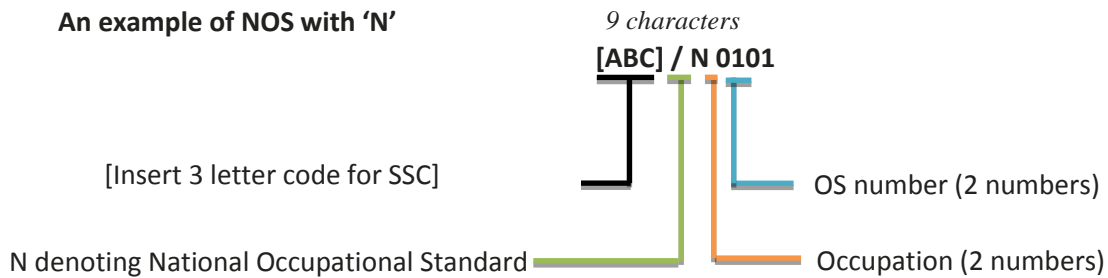 An example of NOS with ‘N’
9 characters
[ABC] / N 0101
[Insert 3 letter code for SSC]
OS number (2 numbers)
N denoting National Occupational Standard
Occupation (2 numbers)